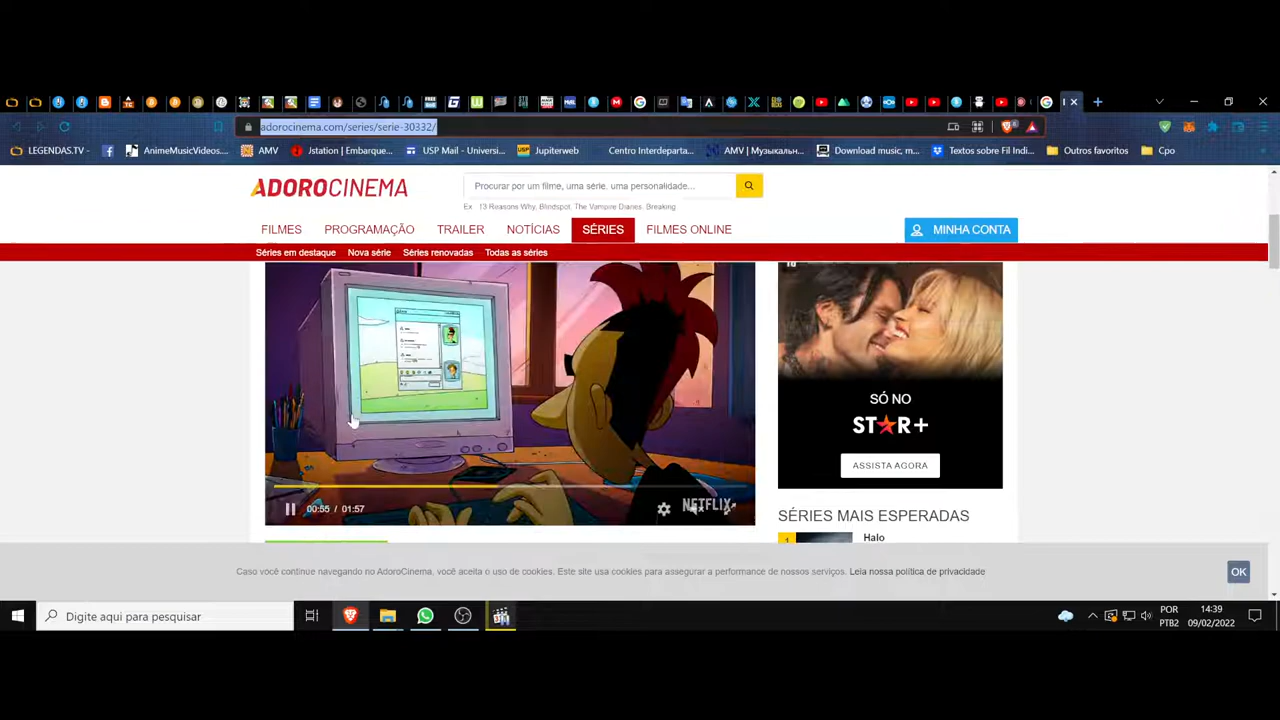 adorocinema.com/series/serie-30332/
LEGENDAS.TV -
AnimeMusicVideos....
AMV
Jstation | Embarque...
USP Mail - Universi...
Jupiterweb
Centro Interdeparta...
AMV | Музыкальн...
Download music, m...
Textos sobre Fil Indi...
Outros favoritos
Cpo
ADOROCINEMA
Procurar por um filme, uma série. uma personalidade...
Ex 13 Reasons Why, Blindspot, The Vampire Diaries, Breaking
FILMES PROGRAMAÇÃO TRAILER NOTÍCIAS SÉRIES FILMES ONLINE
MINHA CONTA
Séries em destaque Nova série Séries renovadas Todas as séries
00:55 / 01:57
NETFLIX
SÓ NO
STAR+
ASSISTA AGORA
SÉRIES MAIS ESPERADAS
1
Halo
Caso você continue navegando no AdoroCinema, você aceita o uso de cookies. Este site usa cookies para assegurar a performance de nossos serviços. Leia nossa política de privacidade
OK
Digite aqui para pesquisar
POR
PTB2
14:39
09/02/2022